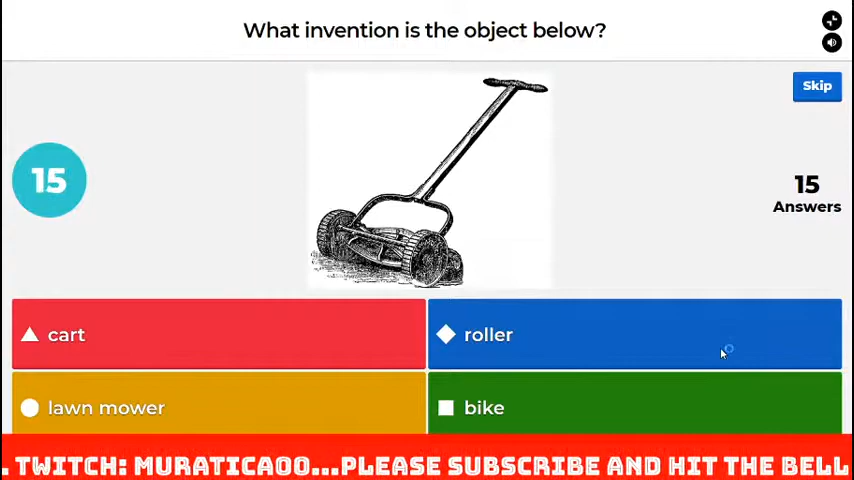 What invention is the object below?
Skip
15
15
Answers
cart
roller
lawn mower
bike
. TWITCH: MURATICA00...PLEASE SUBSCRIBE AND HIT THE BELL